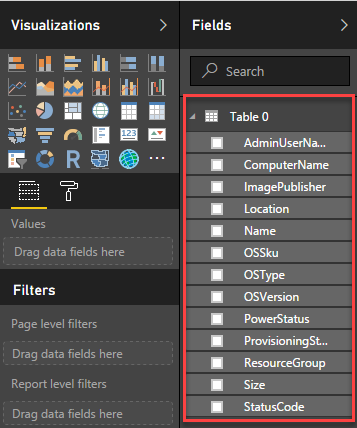 Visualizations
Fields
Search
Table 0
AdminUserNa...
ComputerName
ImagePublisher
Location
Name
OSSku
OSType
OSVersion
PowerStatus
ProvisioningSt...
ResourceGroup
Size
StatusCode
R
123
...
Values
Drag data fields here
Filters
Page level filters
Drag data fields here
Report level filters
Drag data fields here